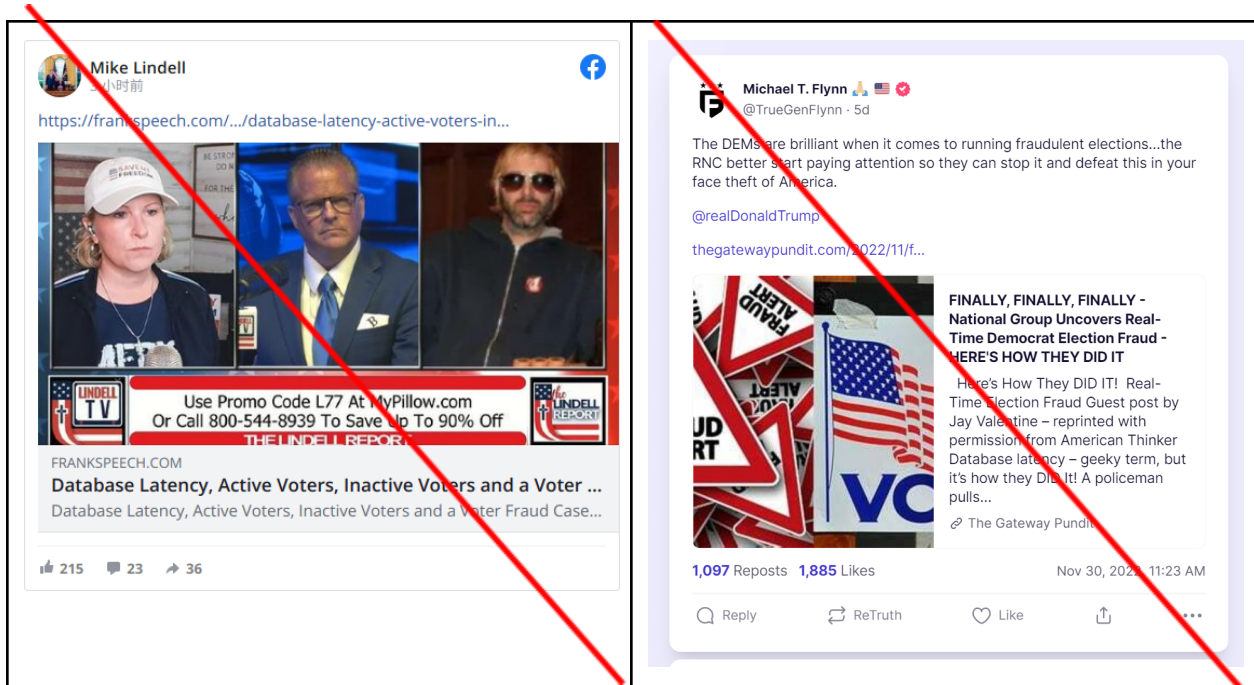 Mike Lindell
小时前
https://frankspeech.com/.../database-latency-active-voters-in...
BE STRO
DO N
FOR THE
FREEDOM
B
LINDELL
TV
Use Promo Code L77 At MyPillow.com
Or Call 800-544-8939 To Save Up To 90% Off
THE LINDELL REPORT
the
LINDELL
REPORT
FRANKSPEECH.COM
Database Latency, Active Voters, Inactive Voters and a Voter ...
Database Latency, Active Voters, Inactive Voters and a Voter Fraud Case...
215 23 36
Michael T. Flynn 🙏🏼 🇺🇸
@TrueGenFlynn · 5d
The DEMs are brilliant when it comes to running fraudulent elections...the
RNC better start paying attention so they can stop it and defeat this in your
face theft of America.
@realDonaldTrump
thegatewaypundit.com/2022/11/f...
FRAUD
ALERT
ALERT
UD
RT
VO
FINALLY, FINALLY, FINALLY -
National Group Uncovers Real-
Time Democrat Election Fraud -
HERE'S HOW THEY DID IT
Here's How They DID IT! Real-
Time Election Fraud Guest post by
Jay Valentine – reprinted with
permission from American Thinker
Database latency – geeky term, but
it's how they DID It! A policeman
pulls...
The Gateway Pundit
1,097 Reposts 1,885 Likes
Nov 30, 2022, 11:23 AM
Reply ReTruth Like